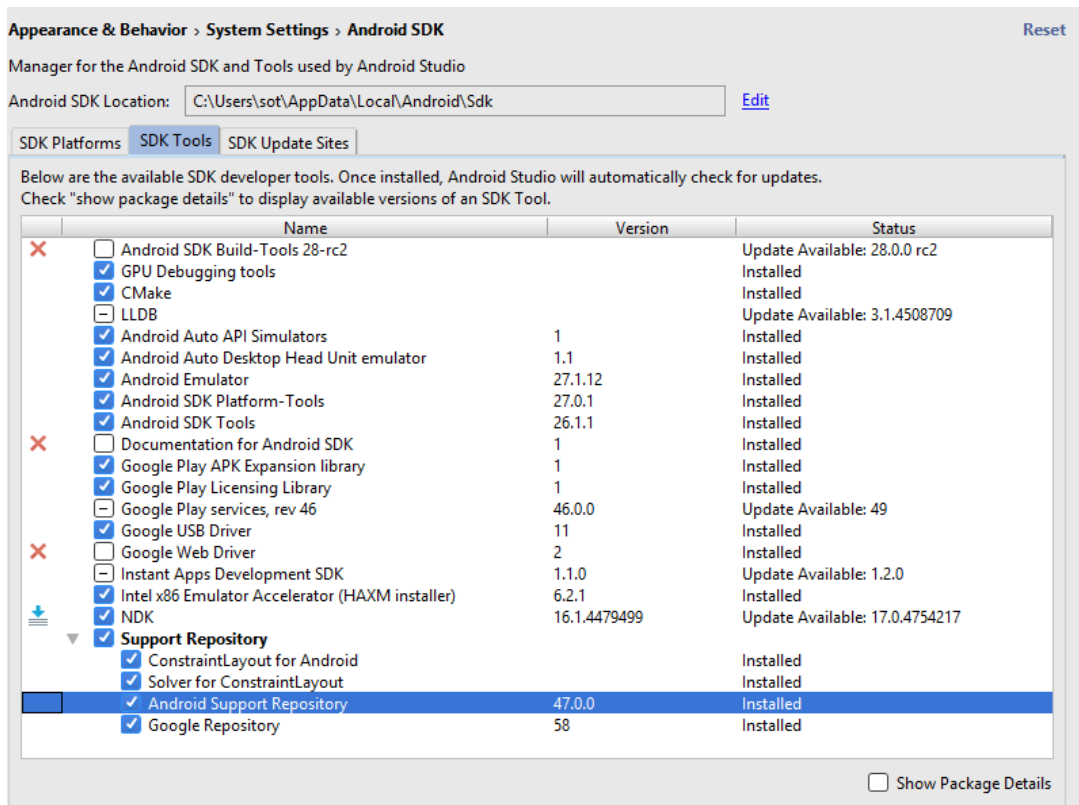 Appearance & Behavior › System Settings › Android SDK Reset
Manager for the Android SDK and Tools used by Android Studio
Android SDK Location: C:\Users\sot\AppData\Local\Android\Sdk Edit
SDK Platforms SDK Tools SDK Update Sites
Below are the available SDK developer tools. Once installed, Android Studio will automatically check for updates.
Check "show package details" to display available versions of an SDK Tool.
Name Version Status
Android SDK Build-Tools 28-rc2 Update Available: 28.0.0 rc2
GPU Debugging tools Installed
CMake Installed
LLDB Update Available: 3.1.4508709
Android Auto API Simulators 1 Installed
Android Auto Desktop Head Unit emulator 1.1 Installed
Android Emulator 27.1.12 Installed
Android SDK Platform-Tools 27.0.1 Installed
Android SDK Tools 26.1.1 Installed
Documentation for Android SDK 1 Installed
Google Play APK Expansion library 1 Installed
Google Play Licensing Library 1 Installed
Google Play services, rev 46 46.0.0 Update Available: 49
Google USB Driver 11 Installed
Google Web Driver 2 Installed
Instant Apps Development SDK 1.1.0 Update Available: 1.2.0
Intel x86 Emulator Accelerator (HAXM installer) 6.2.1 Installed
NDK 16.1.4479499 Update Available: 17.0.4754217
Support Repository
ConstraintLayout for Android Installed
Solver for ConstraintLayout Installed
Android Support Repository 47.0.0 Installed
Google Repository 58 Installed
Show Package Details